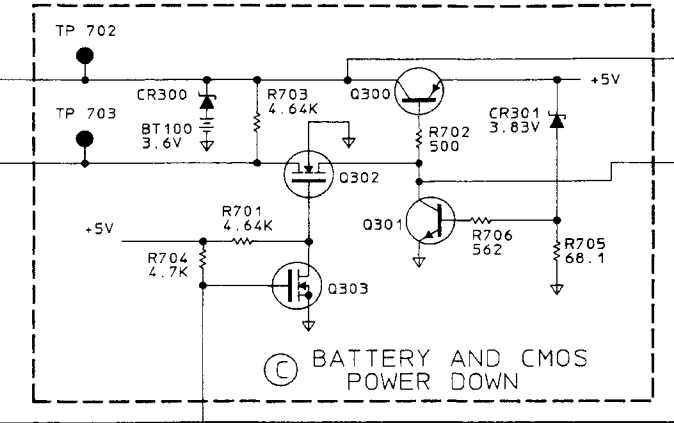 TP 702
TP 703
CR300
BT100
3.6V
R703
4.64K
Q300
R702
500
+5V
CR301
3.83V
Q302
Q301
R706
562
R705
68.1
+5V
R701
4.64K
R704
4.7K
Q303
C BATTERY AND CMOS
POWER DOWN